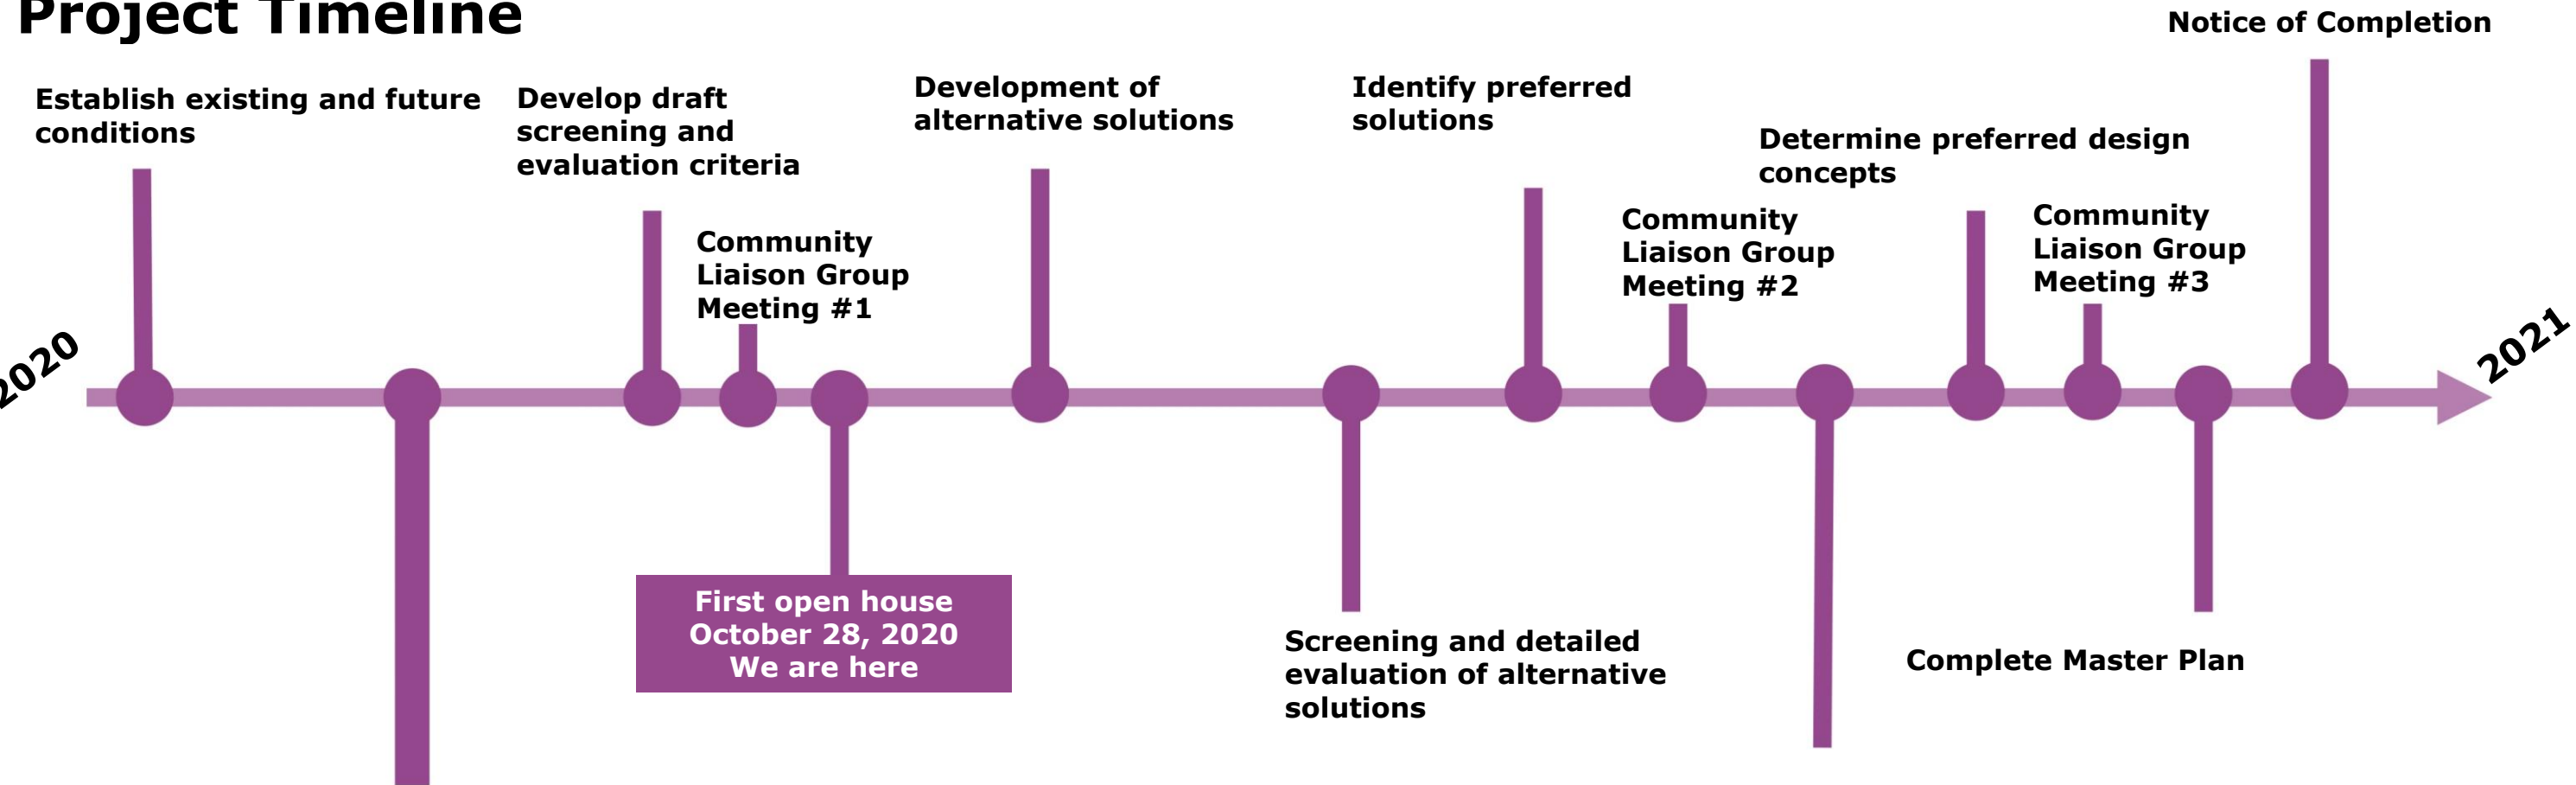 Project Timeline
Notice of Completion
Establish existing and future
conditions
Develop draft
screening and
evaluation criteria
Development of
alternative solutions
Identify preferred
solutions
Determine preferred design
concepts
Community
Liaison Group
Meeting #1
Community
Liaison Group
Meeting #2
Community
Liaison Group
Meeting #3
2020
2021
First open house
October 28, 2020
We are here
Screening and detailed
evaluation of alternative
solutions
Complete Master Plan